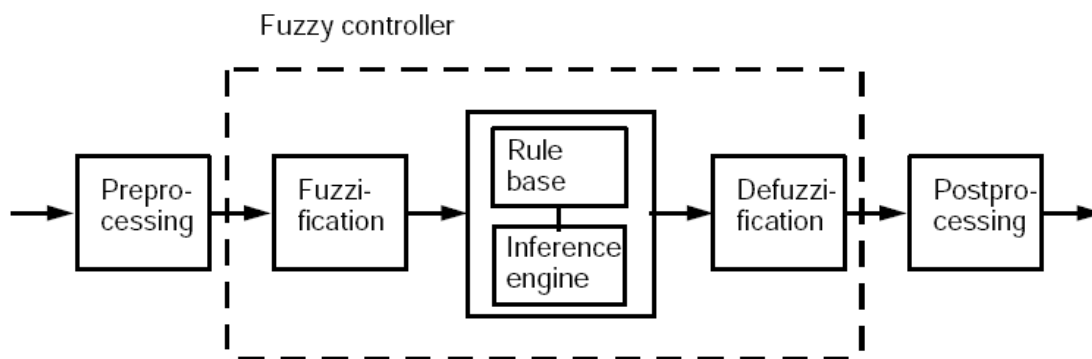 Fuzzy controller
Prepro-
cessing
Fuzzi-
fication
Rule
base
Inference
engine
Defuzzi-
fication
Postpro-
cessing